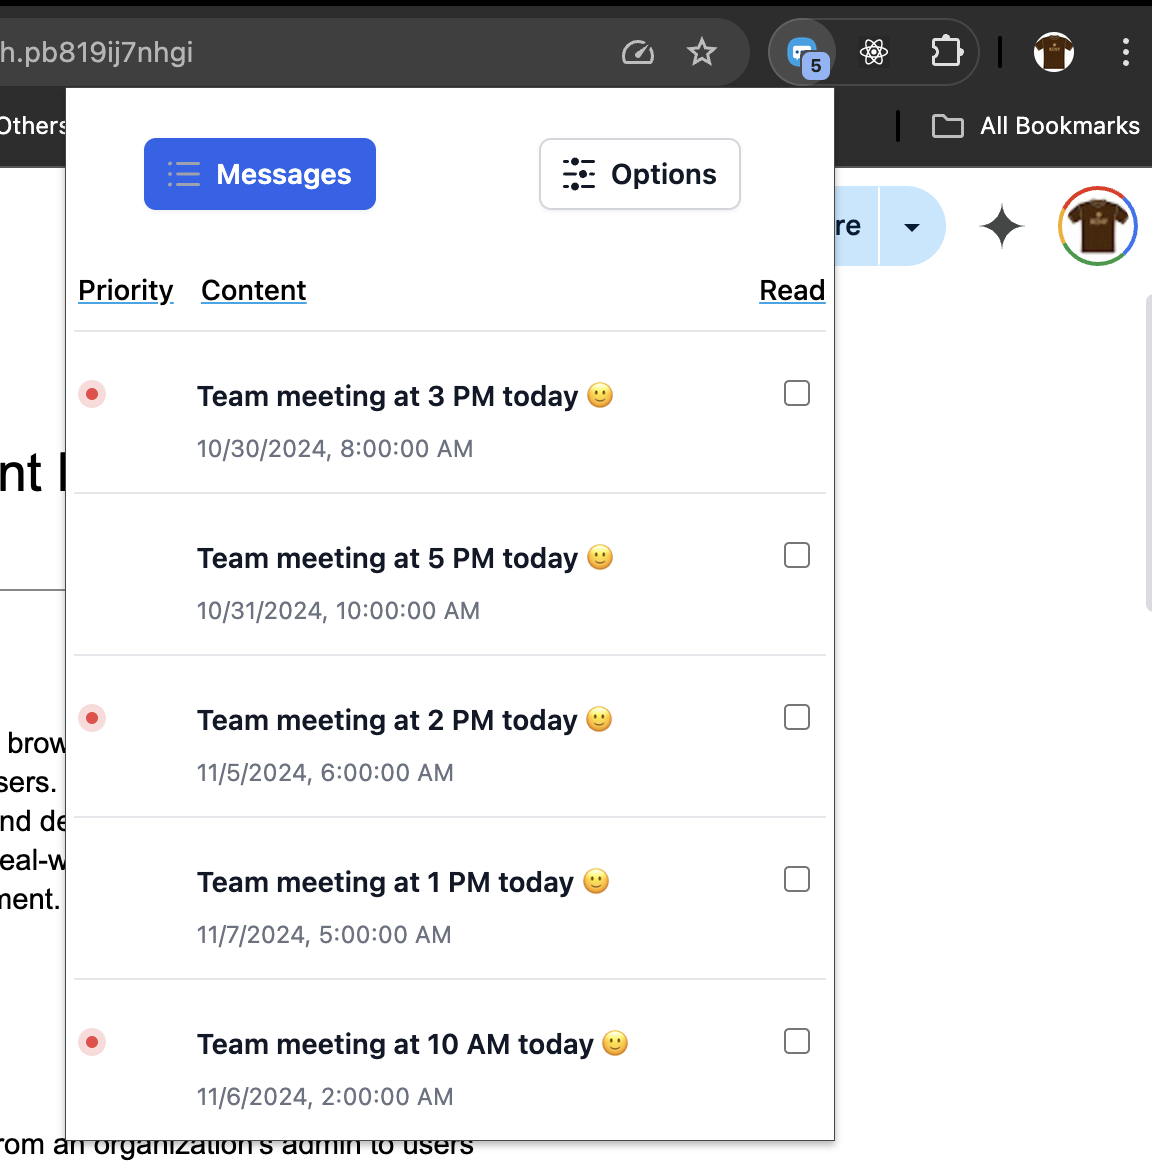 h.pb819ij7nhgi
5
Others
All Bookmarks
Messages
Options
re
Priority Content Read
Team meeting at 3 PM today 🙂
10/30/2024, 8:00:00 AM
nt
Team meeting at 5 PM today 🙂
10/31/2024, 10:00:00 AM
Team meeting at 2 PM today 🙂
brow
11/5/2024, 6:00:00 AM
sers.
nd de
eal-w
Team meeting at 1 PM today 🙂
ment.
11/7/2024, 5:00:00 AM
Team meeting at 10 AM today 🙂
11/6/2024, 2:00:00 AM
rom an organization's admin to users